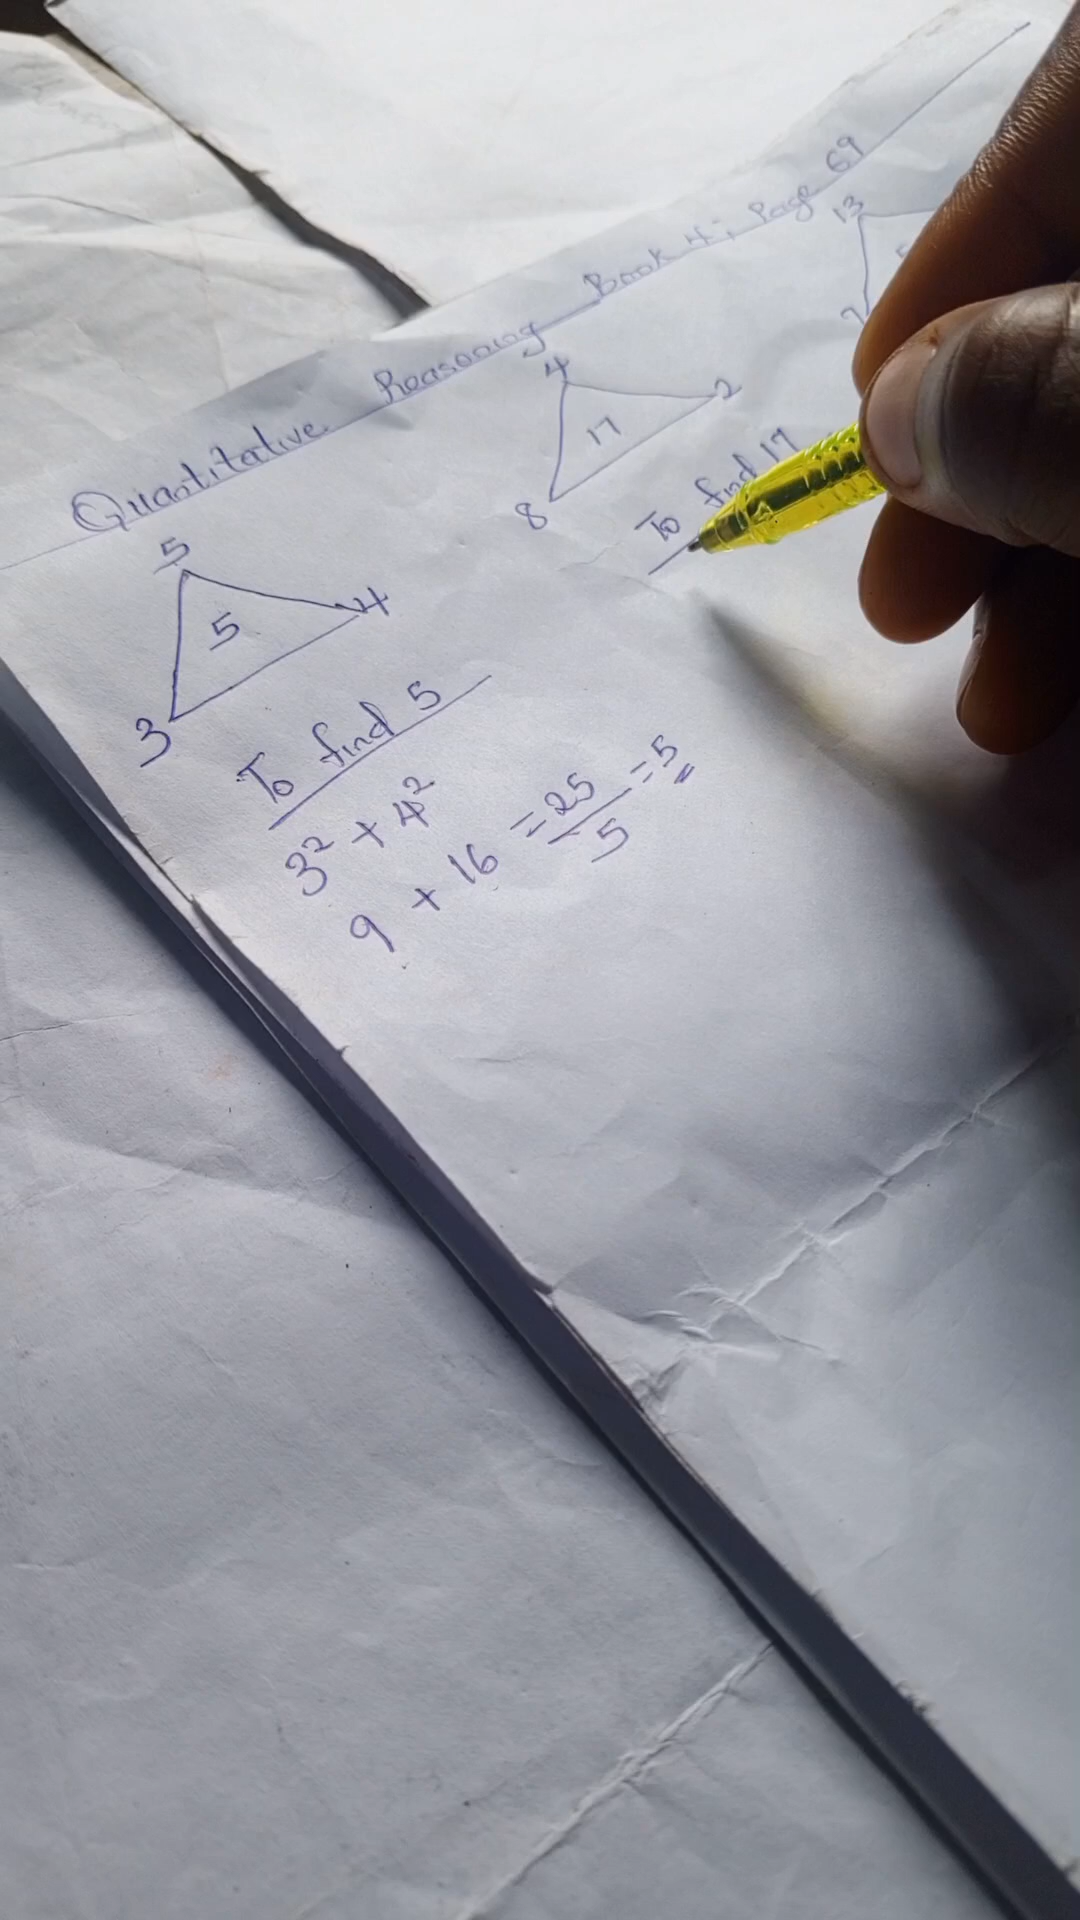 Quantitative Reasoning Book 4; Page 69
5
5
4
3
To find 5
3² + 4²
9 + 16 = 25/5 = 5
4
17
2
8
To find 17
13